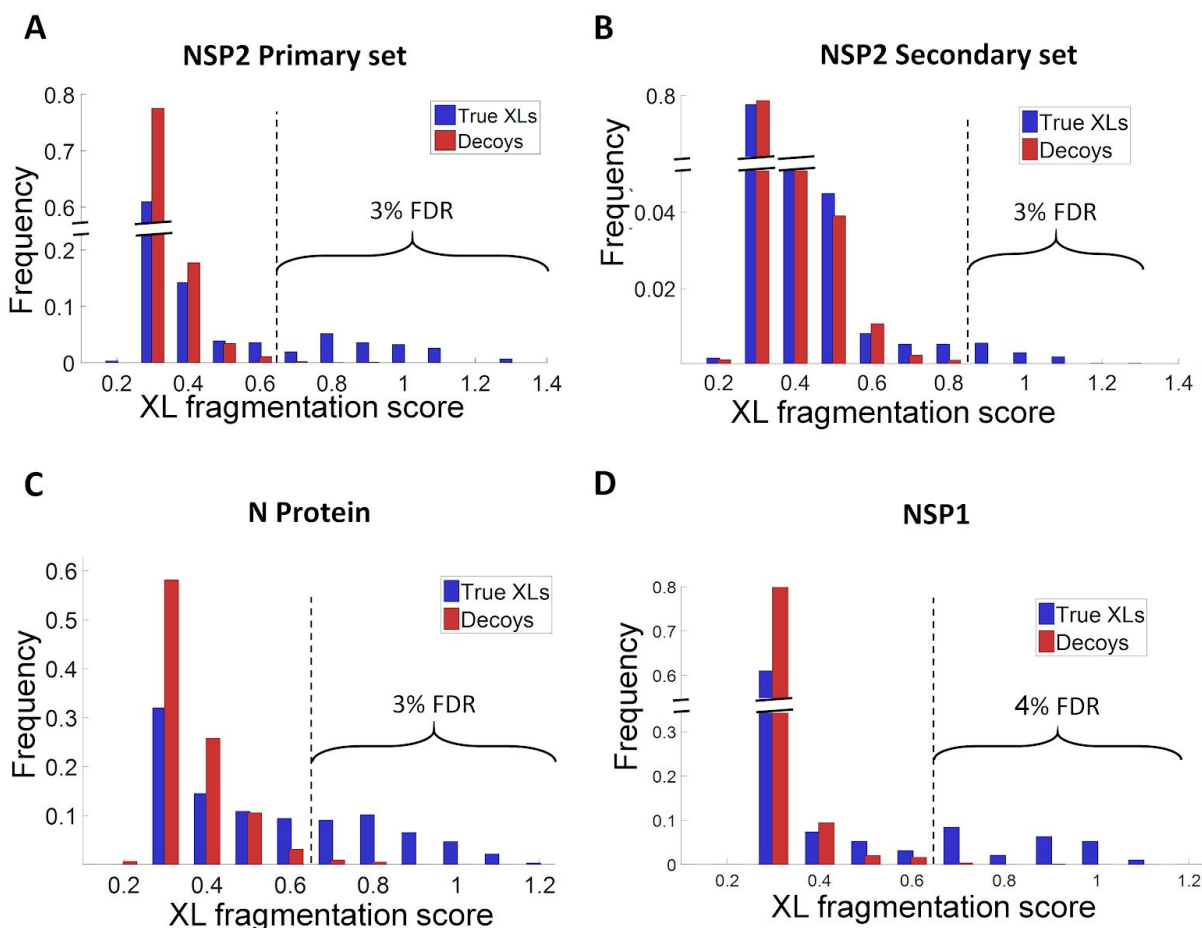 A
NSP2 Primary set
0.8
0.7
0.6
0.2
0.1
0
Frequency
True XLs
Decoys
3% FDR
0.2 0.4 0.6 0.8 1 1.2 1.4
XL fragmentation score
B
NSP2 Secondary set
0.8
0.04
0.02
Frequency
True XLs
Decoys
3% FDR
0.2 0.4 0.6 0.8 1 1.2 1.4
XL fragmentation score
C
N Protein
0.6
0.5
0.4
0.3
0.2
0.1
Frequency
True XLs
Decoys
3% FDR
0.2 0.4 0.6 0.8 1 1.2
XL fragmentation score
D
NSP1
0.8
0.7
0.6
0.3
0.2
0.1
0
Frequency
True XLs
Decoys
4% FDR
0.2 0.4 0.6 0.8 1 1.2
XL fragmentation score